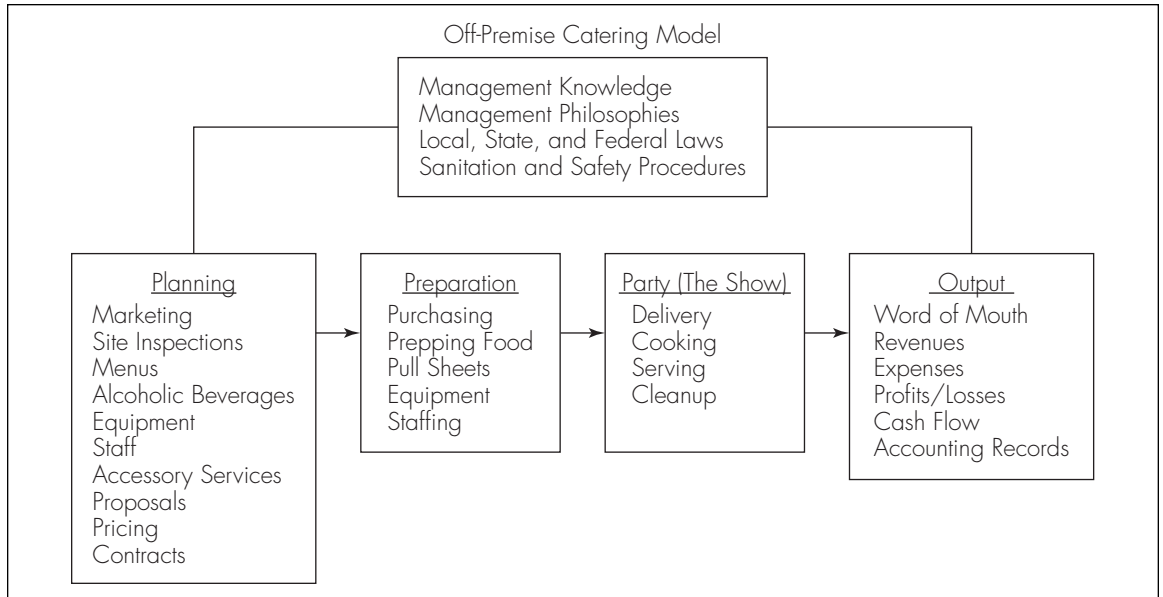 Off-Premise Catering Model
Management Knowledge
Management Philosophies
Local, State, and Federal Laws
Sanitation and Safety Procedures
Planning
Marketing
Site Inspections
Menus
Alcoholic Beverages
Equipment
Staff
Accessory Services
Proposals
Pricing
Contracts
Preparation
Purchasing
Prepping Food
Pull Sheets
Equipment
Staffing
Party (The Show)
Delivery
Cooking
Serving
Cleanup
Output
Word of Mouth
Revenues
Expenses
Profits/Losses
Cash Flow
Accounting Records